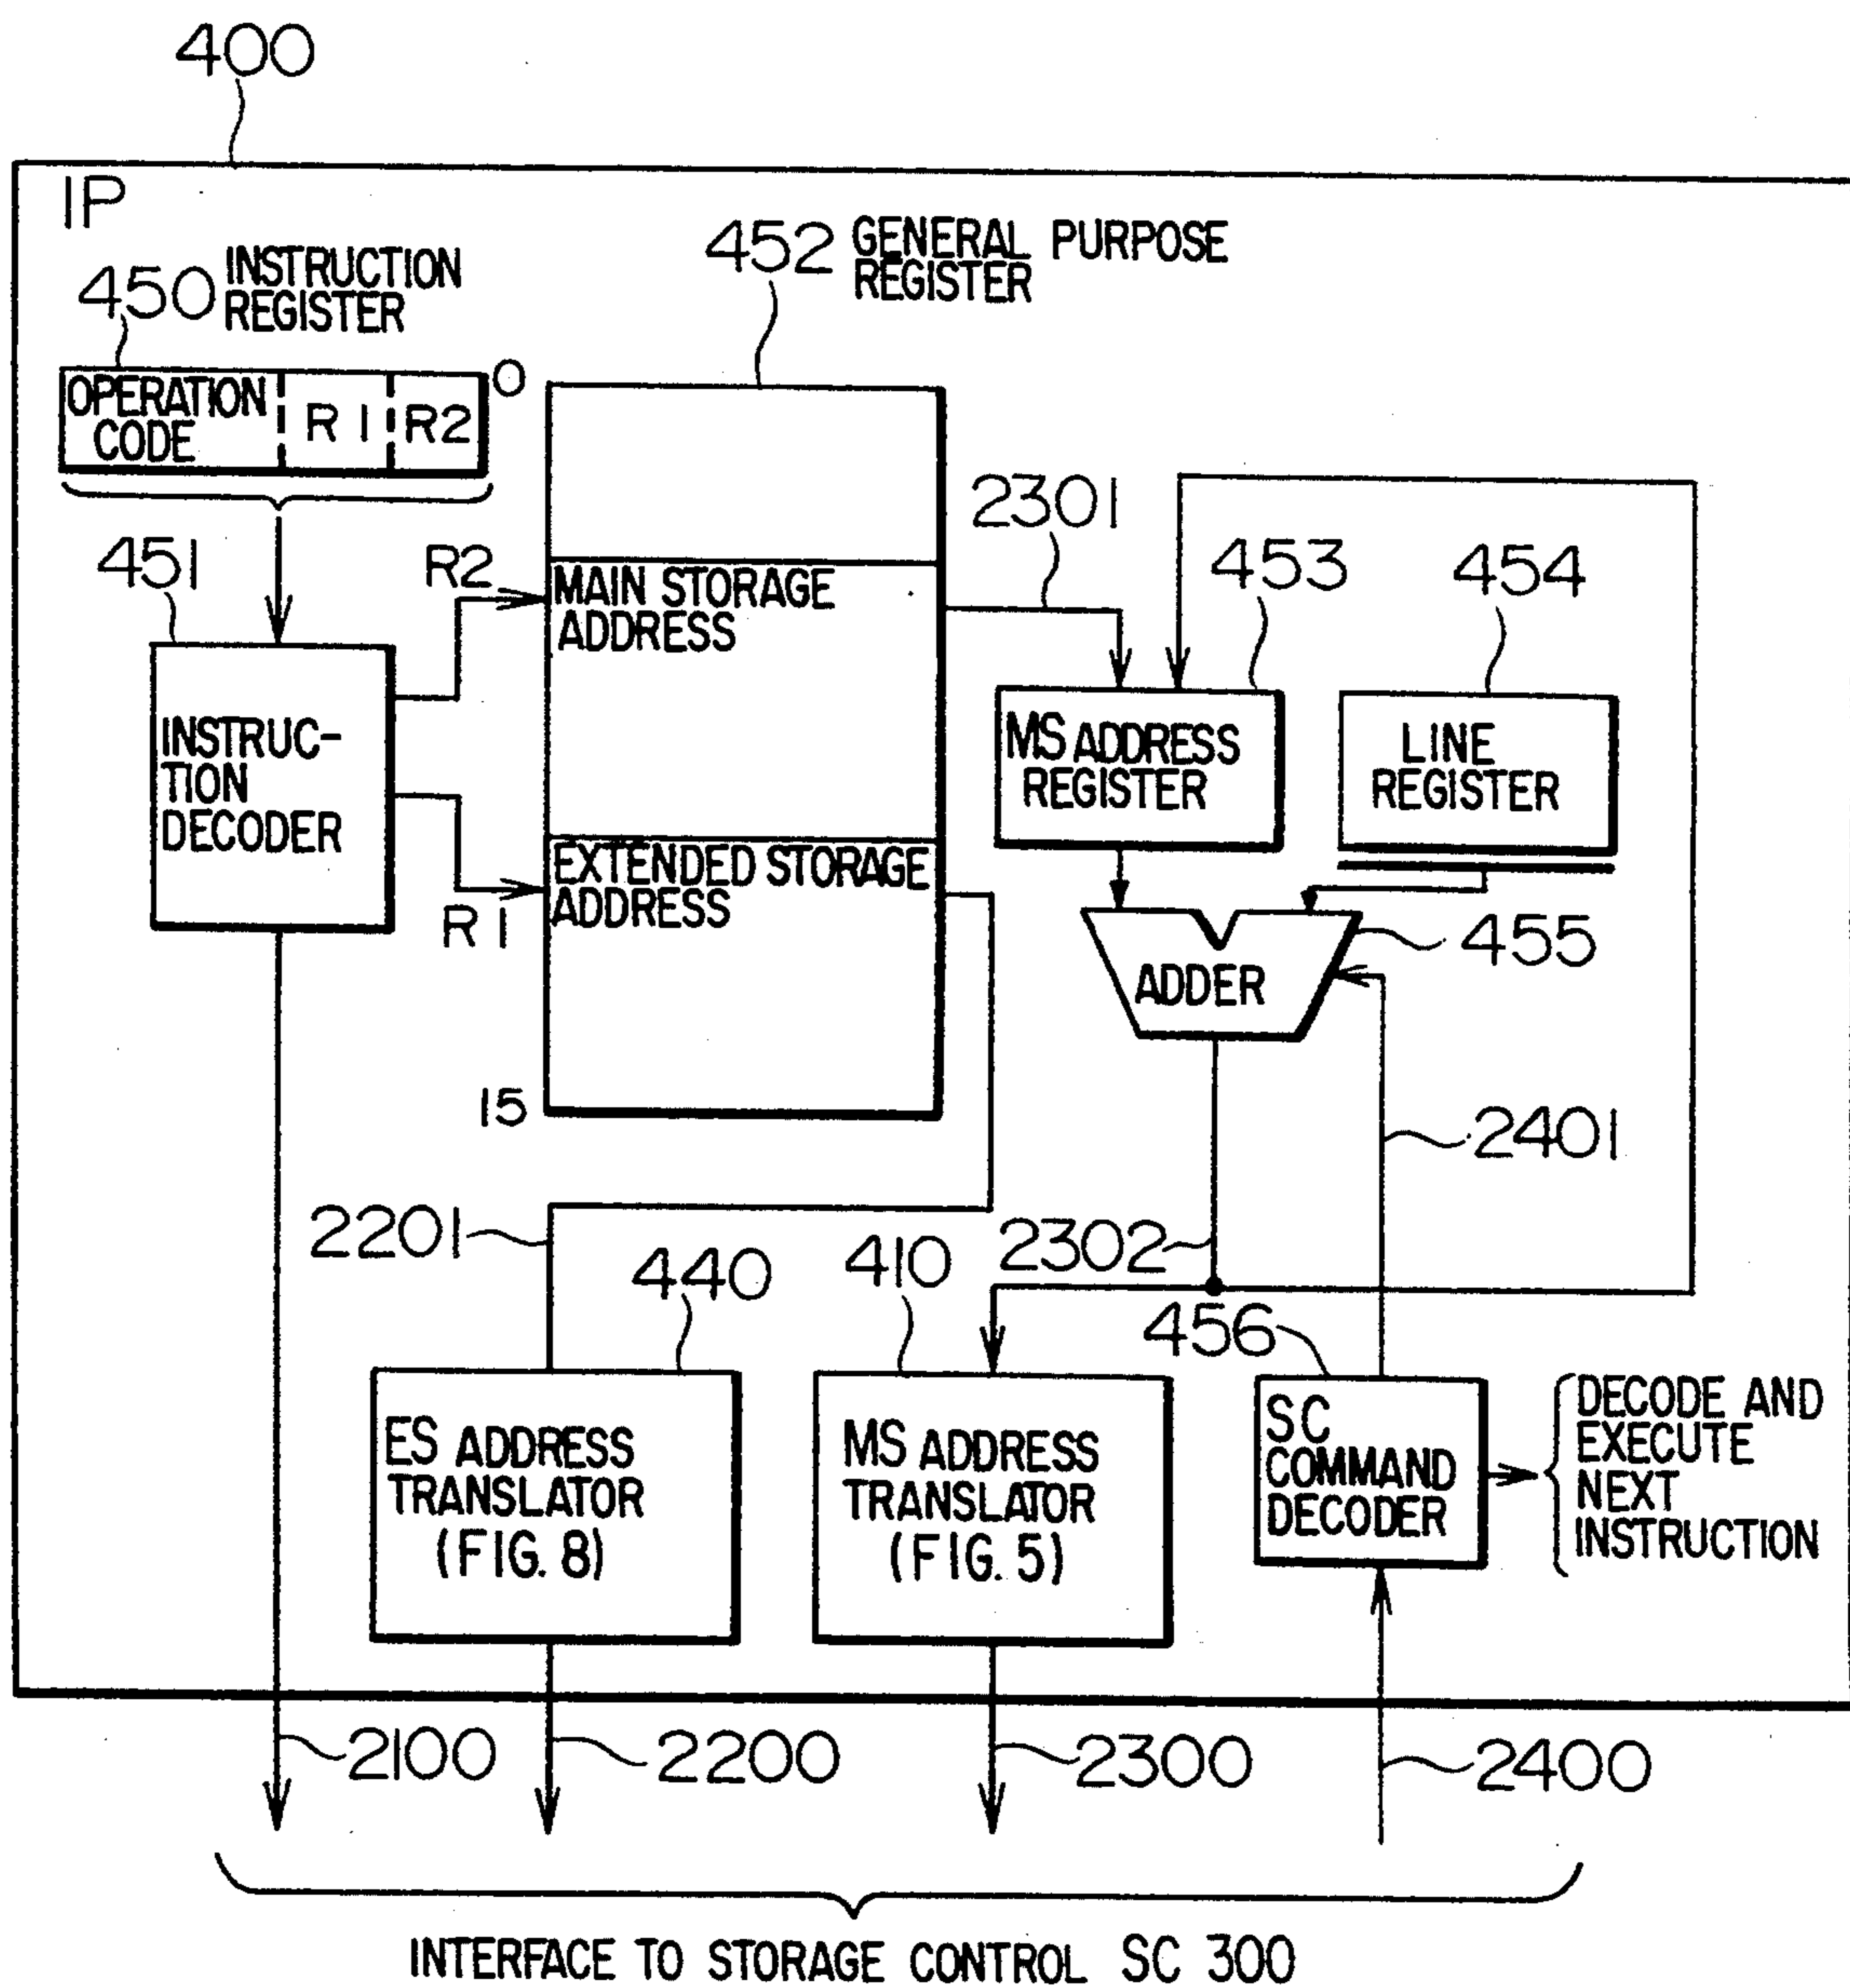 400
IP
450 INSTRUCTION
REGISTER
452 GENERAL PURPOSE
REGISTER
OPERATION
CODE
R1
R2
0
451
R2
R1
INSTRUC-
TION
DECODER
MAIN STORAGE
ADDRESS
EXTENDED STORAGE
ADDRESS
15
2301
453
454
MS ADDRESS
REGISTER
LINE
REGISTER
455
ADDER
2401
2201
2302
440
410
456
ES ADDRESS
TRANSLATOR
(FIG. 8)
MS ADDRESS
TRANSLATOR
(FIG. 5)
SC
COMMAND
DECODER
DECODE AND
EXECUTE
NEXT
INSTRUCTION
2100
2200
2300
2400
INTERFACE TO STORAGE CONTROL SC 300